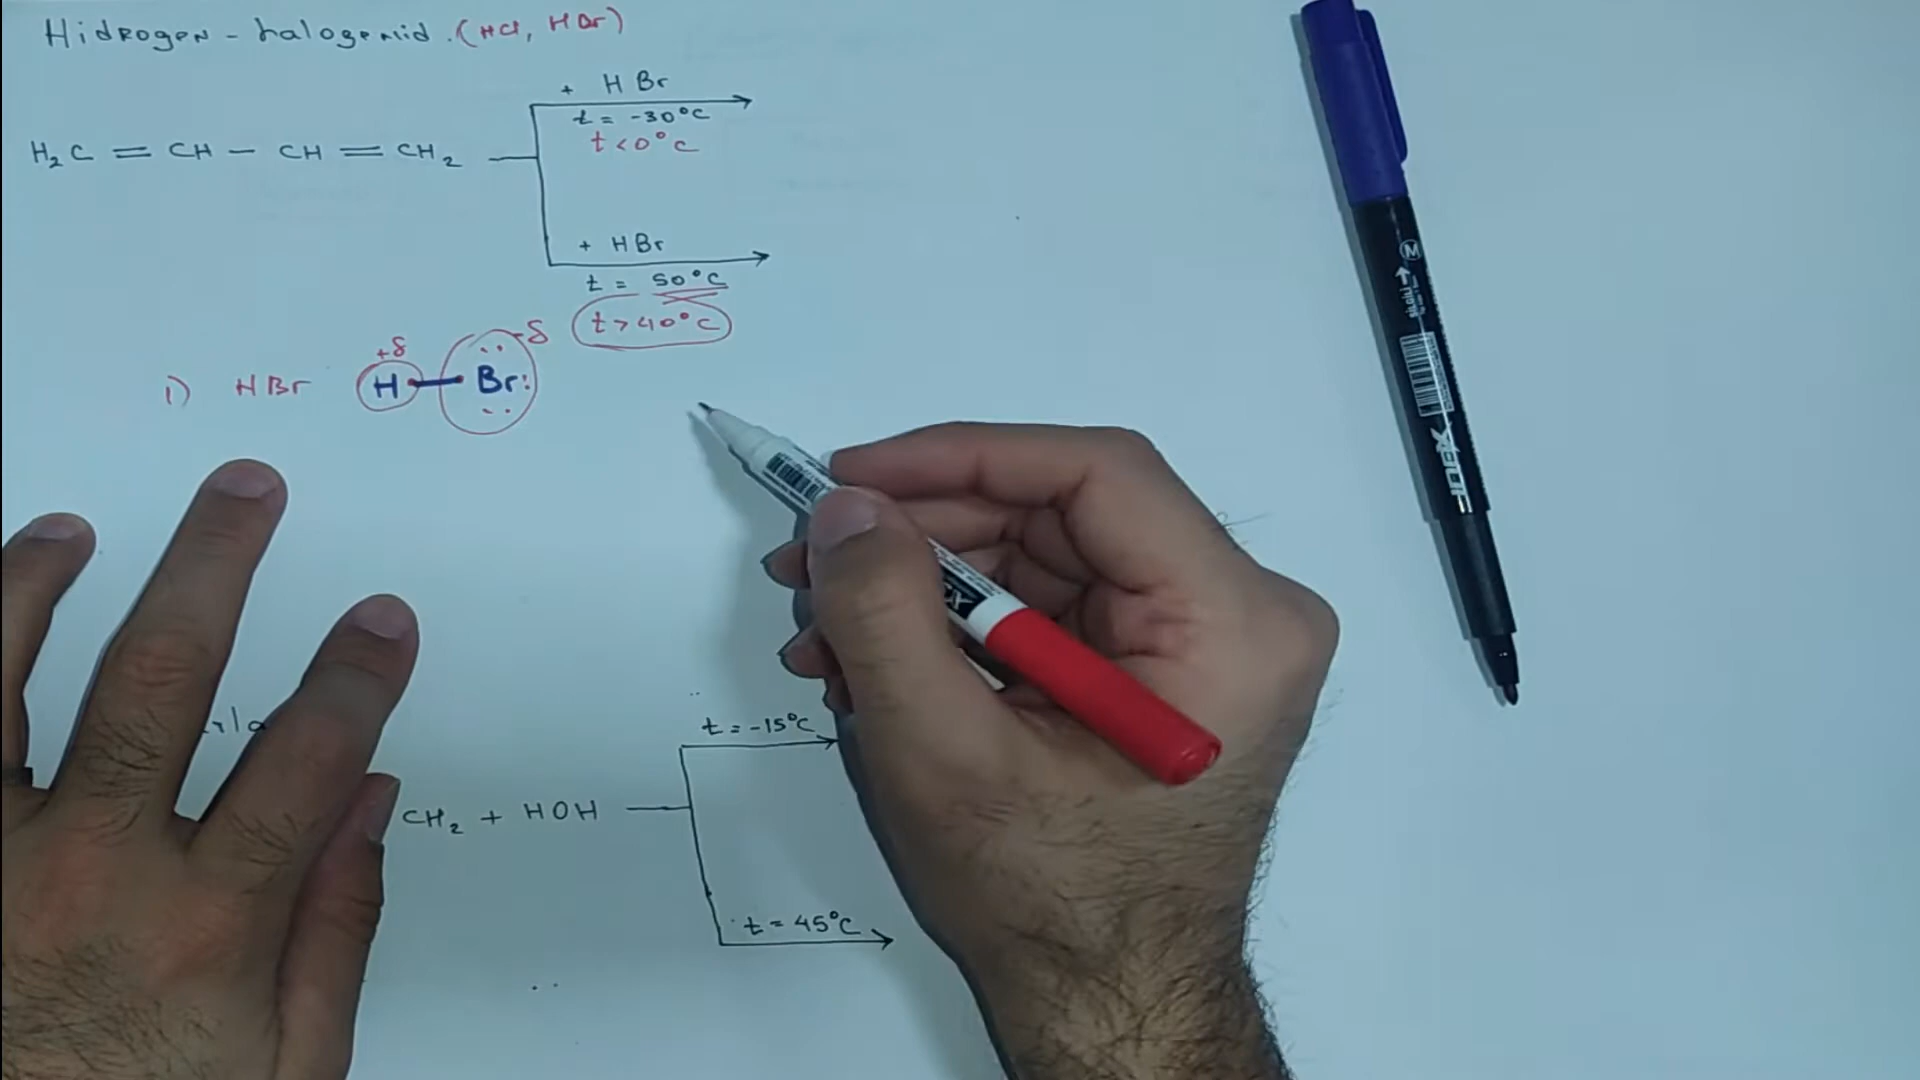 Hidrogen - halogenid. (HCl, HBr)
+ HBr
t = -30°C
t<0°C
H₂C = CH - CH = CH₂
+ HBr
t = 50°C
t>40°C
+δ
-δ
1) HBr H - Br
t = -15°C
CH₂ + HOH
t = 45°C
M